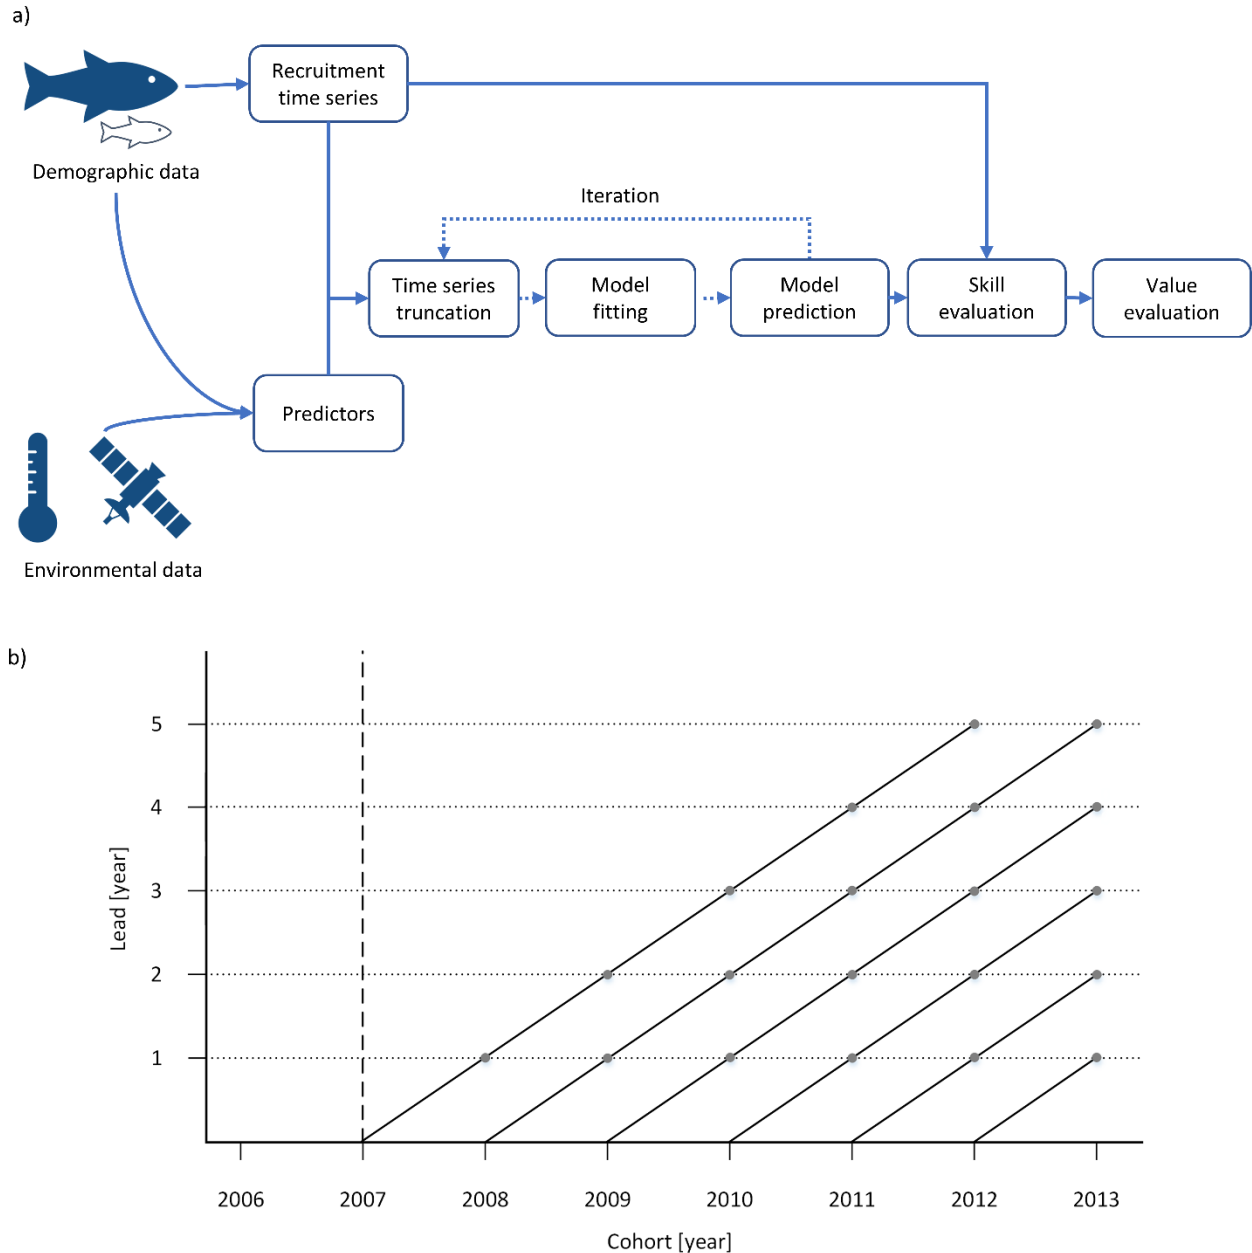 a)
Recruitment
time series
Demographic data
Iteration
Time series
truncation
Model
fitting
Model
prediction
Skill
evaluation
Value
evaluation
Predictors
Environmental data
b)
5
4
3
2
1
Lead [year]
2006 2007 2008 2009 2010 2011 2012 2013
Cohort [year]